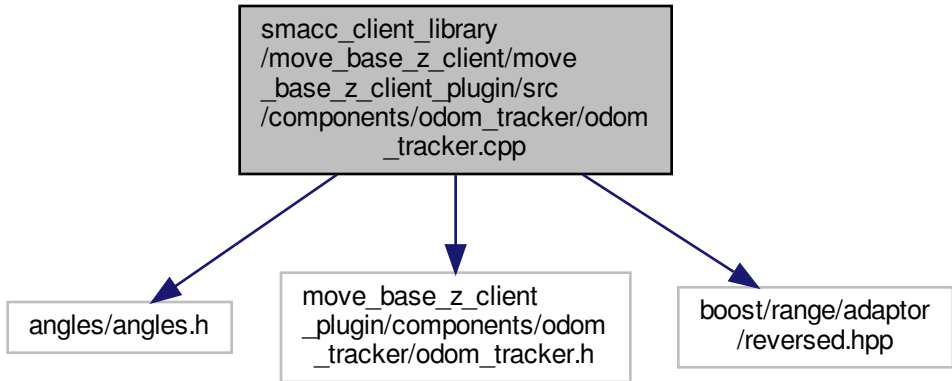 smacc_client_library
/move_base_z_client/move
_base_z_client_plugin/src
/components/odom_tracker/odom
_tracker.cpp
angles/angles.h
move_base_z_client
_plugin/components/odom
_tracker/odom_tracker.h
boost/range/adaptor
/reversed.hpp